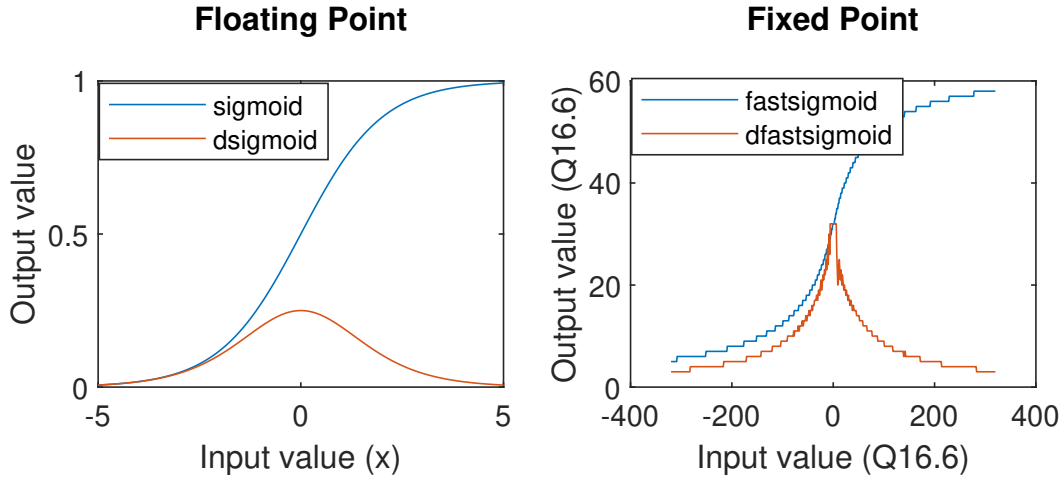 Floating Point
1
0.5
0
-5
0
5
Output value
Input value (x)
sigmoid
dsigmoid
Fixed Point
60
40
20
0
-400
-200
0
200
400
Output value (Q16.6)
Input value (Q16.6)
fastsigmoid
dfastsigmoid